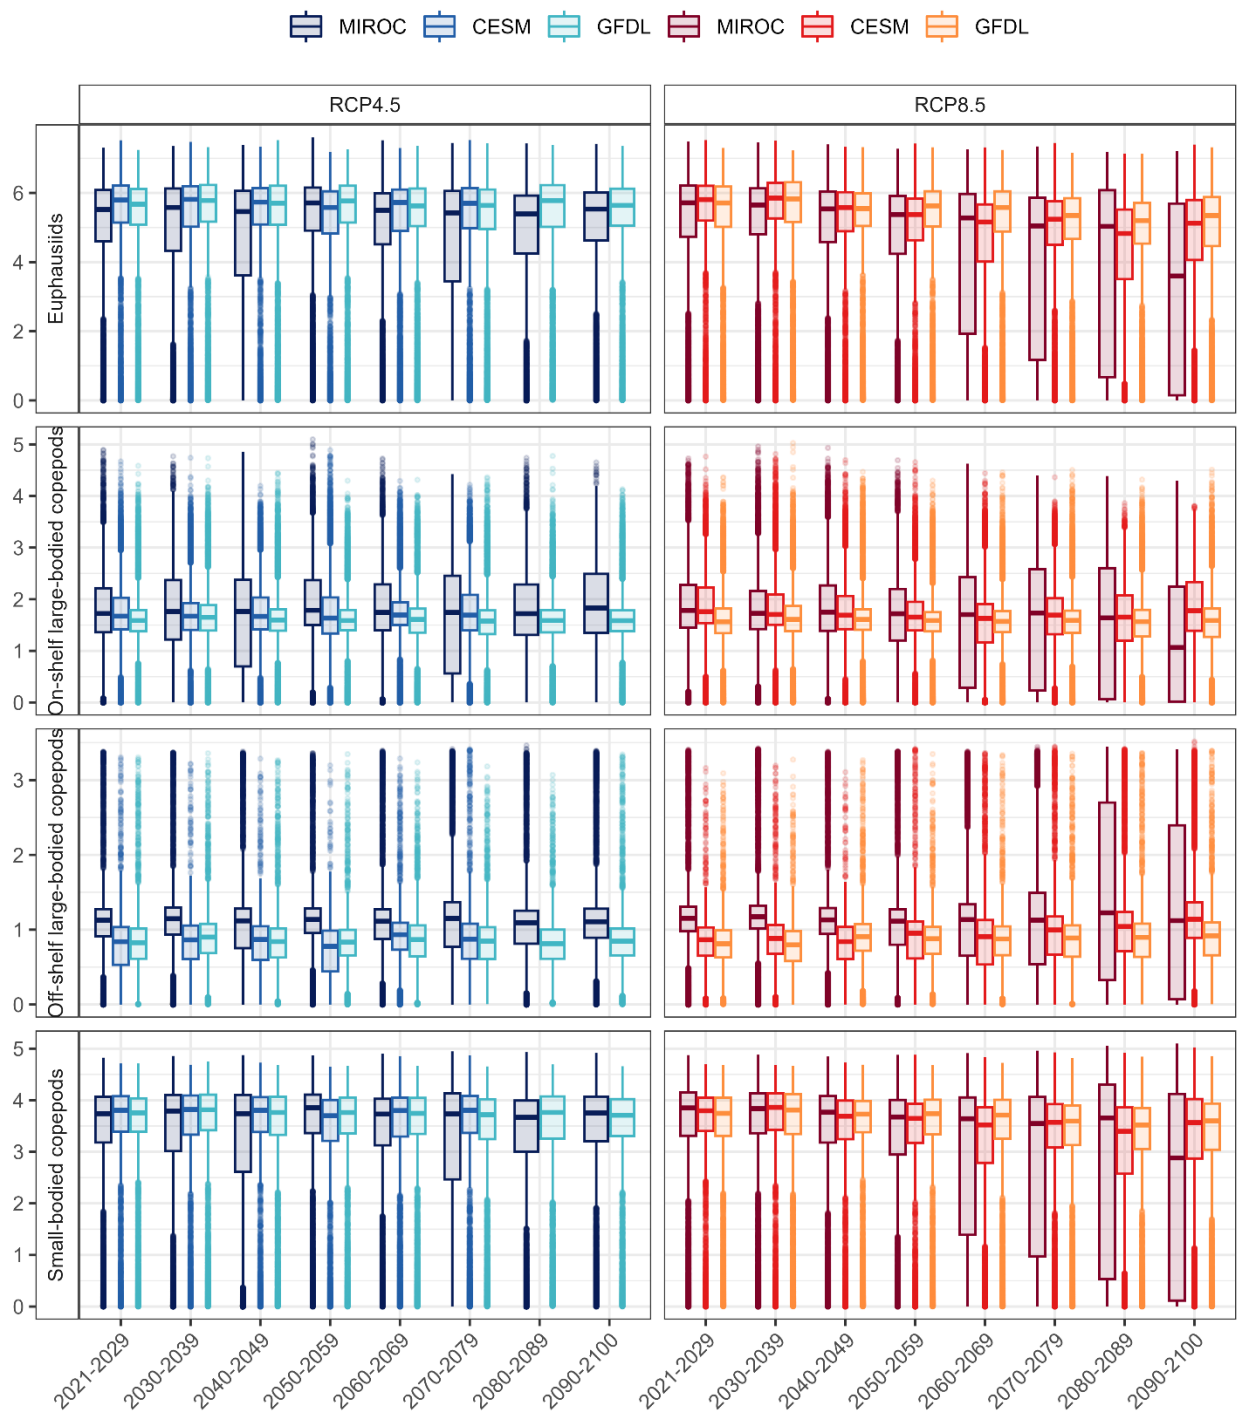 MIROC CESM GFDL MIROC CESM GFDL
RCP4.5 RCP8.5
Euphausiids
6
4
2
0
On-shelf large-bodied copepods
5
4
3
2
1
0
Off-shelf large-bodied copepods
3
2
1
0
Small-bodied copepods
5
4
3
2
1
0
2021-2029 2030-2039 2040-2049 2050-2059 2060-2069 2070-2079 2080-2089 2090-2100 2021-2029 2030-2039 2040-2049 2050-2059 2060-2069 2070-2079 2080-2089 2090-2100